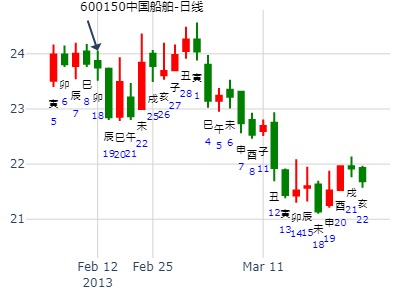 600150中国船舶-日线
24
23
22
21
寅 5
卯 6
辰 7
巳 8
卯 18
辰 19
巳 20
午 21
未 22
戌 25
亥 26
子 27
丑 28
寅 1
巳 4
午 5
未 6
申 7
酉 8
子 11
丑 12
寅 13
卯 14
辰 15
未 18
申 19
酉 20
戌 21
亥 22
Feb 12
2013
Feb 25
Mar 11